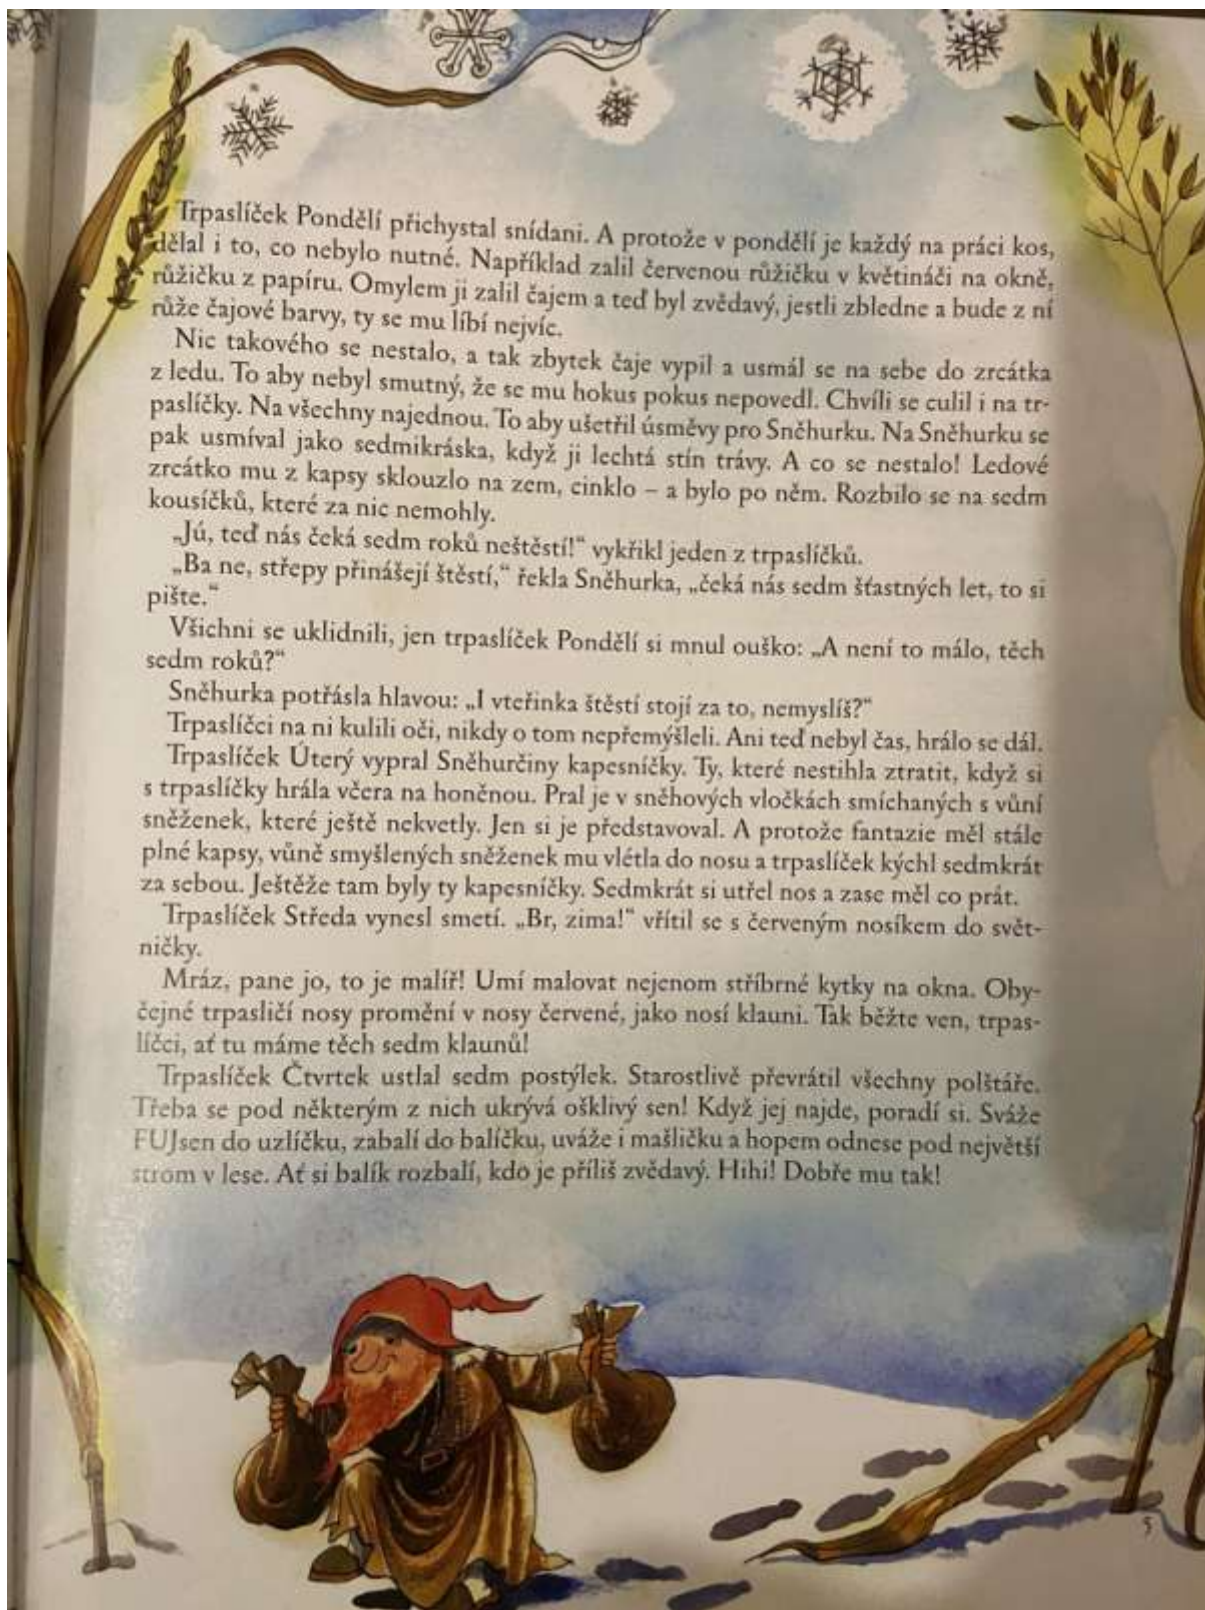 Trpaslíček Pondělí přichystal snídani. A protože v pondělí je každý na práci kos,
dělal i to, co nebylo nutné. Například zalil červenou růžičku v květináči na okně,
růžičku z papíru. Omylem ji zalil čajem a teď byl zvědavý, jestli zbledne a bude z ní
růže čajové barvy, ty se mu líbí nejvíc.
Nic takového se nestalo, a tak zbytek čaje vypil a usmál se na sebe do zrcátka
z ledu. To aby nebyl smutný, že se mu hokus pokus nepovedl. Chvíli se culil i na tr-
paslíčky. Na všechny najednou. To aby ušetřil úsměvy pro Sněhurku. Na Sněhurku se
pak usmíval jako sedmikráska, když ji lechtá stín trávy. A co se nestalo! Ledové
zrcátko mu z kapsy sklouzlo na zem, cinklo – a bylo po něm. Rozbilo se na sedm
kousíčků, které za nic nemohly.
„Jú, teď nás čeká sedm roků neštěstí!“ vykřikl jeden z trpaslíčků.
„Ba ne, střepy přinášejí štěstí,“ řekla Sněhurka, „čeká nás sedm šťastných let, to si
pište.“
Všichni se uklidnili, jen trpaslíček Pondělí si mnul ouško: „A není to málo, těch
sedm roků?“
Sněhurka potřásla hlavou: „I vteřinka štěstí stojí za to, nemyslíš?“
Trpaslíčci na ni kulili oči, nikdy o tom nepřemýšleli. Ani teď nebyl čas, hrálo se dál.
Trpaslíček Úterý vypral Sněhurčiny kapesníčky. Ty, které nestihla ztratit, když si
s trpaslíčky hrála včera na honěnou. Pral je v sněhových vločkách smíchaných s vůní
sněženek, které ještě nekvetly. Jen si je představoval. A protože fantazie měl stále
plné kapsy, vůně smyšlených sněženek mu vlétla do nosu a trpaslíček kýchl sedmkrát
za sebou. Ještěže tam byly ty kapesníčky. Sedmkrát si utřel nos a zase měl co prát.
Trpaslíček Středa vynesl smetí. „Br, zima!“ vřítil se s červeným nosíkem do svět-
ničky.
Mráz, pane jo, to je malíř! Umí malovat nejenom stříbrné kytky na okna. Oby-
čejné trpasličí nosy promění v nosy červené, jako nosí klauni. Tak běžte ven, trpas-
líčci, ať tu máme těch sedm klaunů!
Trpaslíček Čtvrtek ustlal sedm postýlek. Starostlivě převrátil všechny polštáře.
Třeba se pod některým z nich ukrývá ošklivý sen! Když jej najde, poradí si. Sváže
FUJsen do uzlíčku, zabalí do balíčku, uváže i mašličku a hopem odnese pod největší
strom v lese. Ať si balík rozbalí, kdo je příliš zvědavý. Hihi! Dobře mu tak!
5